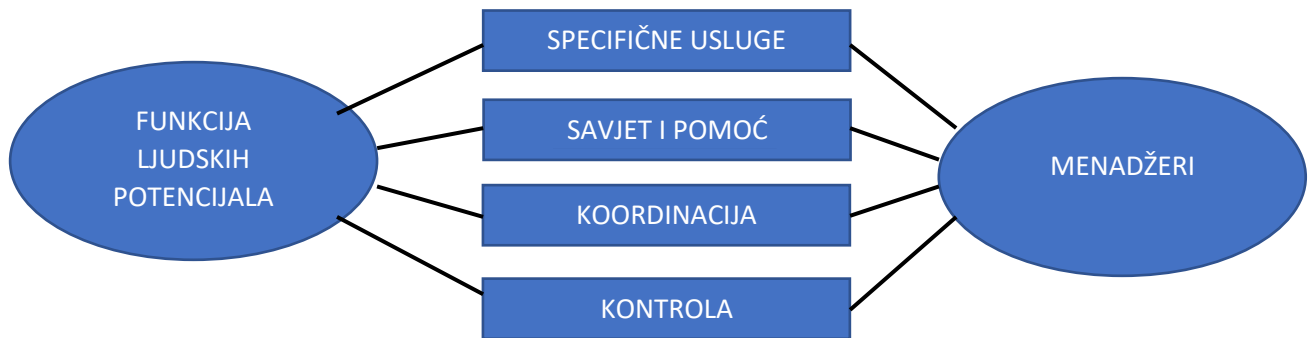 FUNKCIJA
LJUDSKIH
POTENCIJALA
SPECIFIČNE USLUGE
SAVJET I POMOĆ
KOORDINACIJA
KONTROLA
MENADŽERI